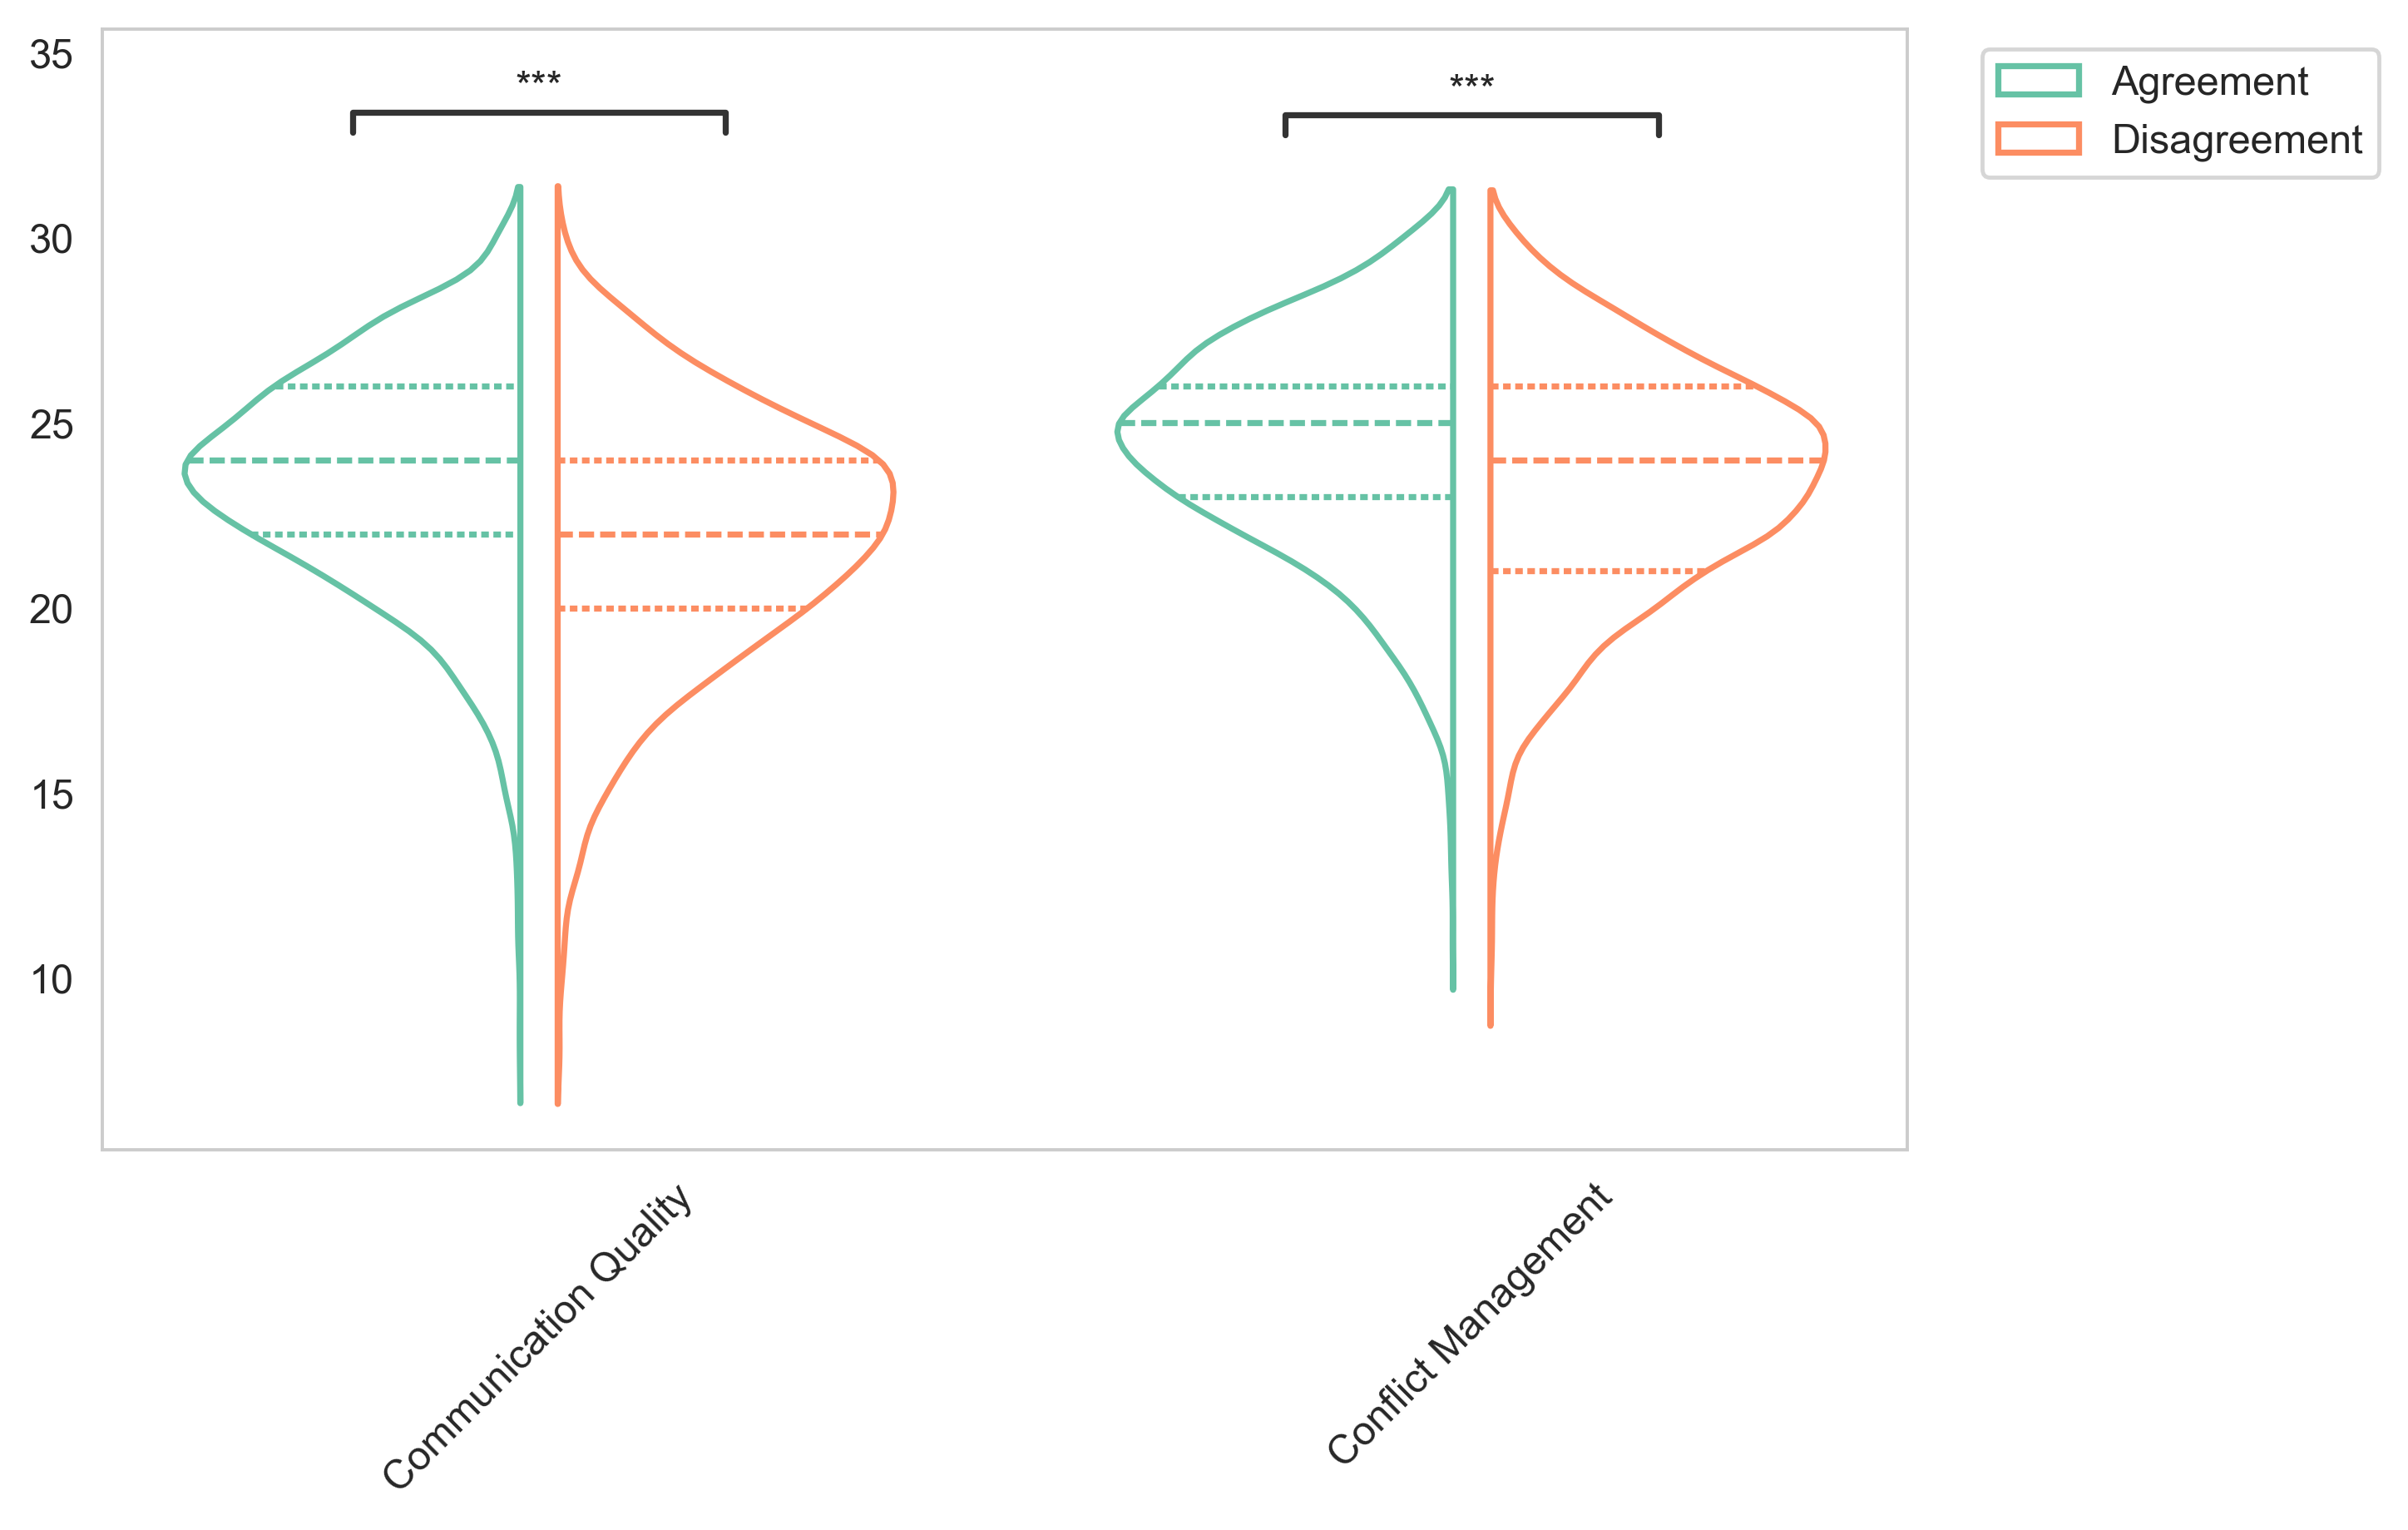 35
30
25
20
15
10
***
***
Agreement
Disagreement
Communication Quality
Conflict Management